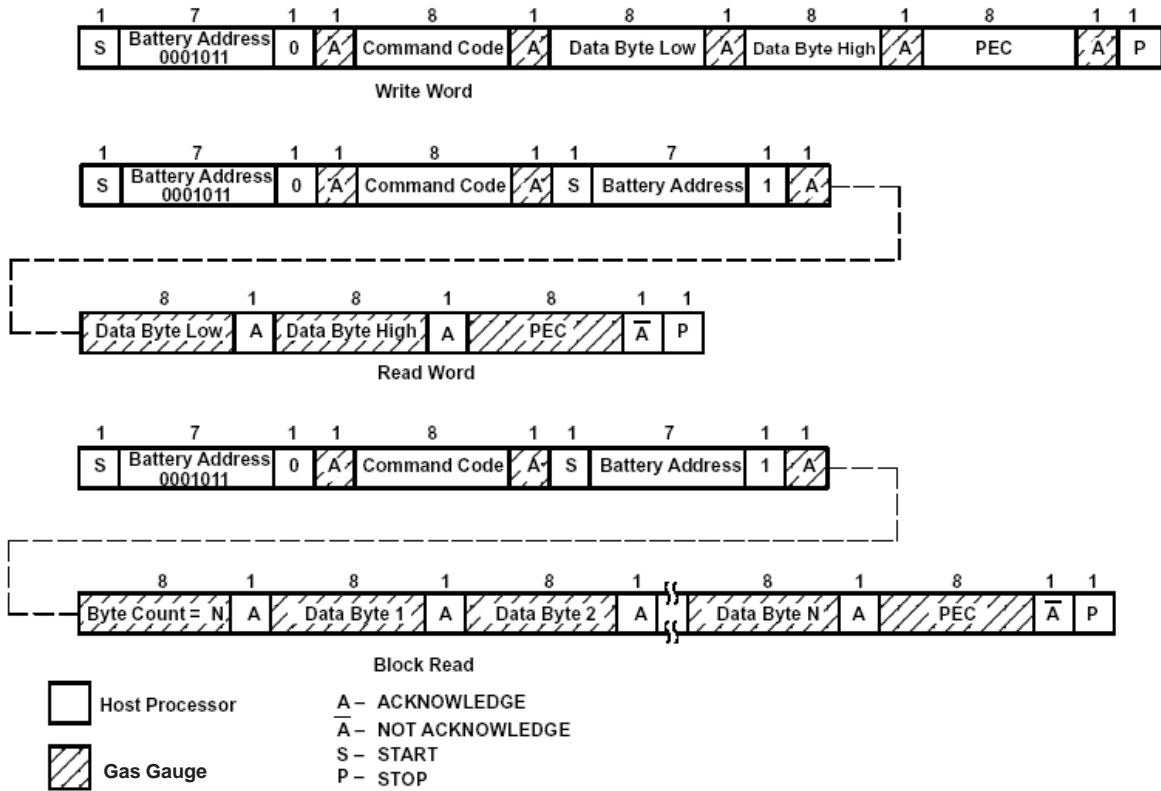 1 7 1 1 8 1 8 1 8 1 8 1 1
S Battery Address 0 A Command Code A Data Byte Low A Data Byte High A PEC A P
0001011
Write Word
1 7 1 1 8 1 1 7 1 1
S Battery Address 0 A Command Code A S Battery Address 1 A
0001011
8 1 8 1 8 1 1
Data Byte Low A Data Byte High A PEC A̅ P
Read Word
1 7 1 1 8 1 1 7 1 1
S Battery Address 0 A Command Code A S Battery Address 1 A
0001011
8 1 8 1 8 1 8 1 8 1 1
Byte Count = N A Data Byte 1 A Data Byte 2 A Data Byte N A PEC A̅ P
Block Read
Host Processor
Gas Gauge
A – ACKNOWLEDGE
A̅ – NOT ACKNOWLEDGE
S – START
P – STOP